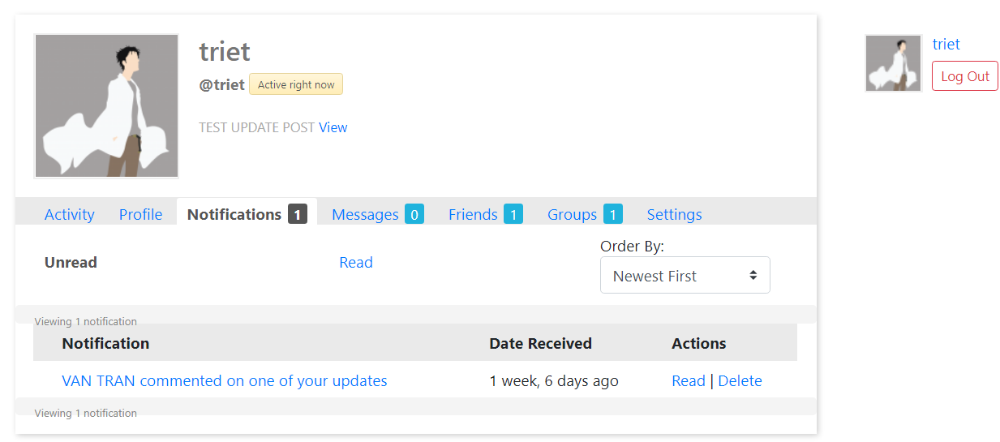 triet
@triet Active right now
TEST UPDATE POST View
triet
Log Out
Activity Profile Notifications 1 Messages 0 Friends 1 Groups 1 Settings
Unread Read
Order By:
Newest First
Viewing 1 notification
Notification Date Received Actions
VAN TRAN commented on one of your updates 1 week, 6 days ago Read | Delete
Viewing 1 notification